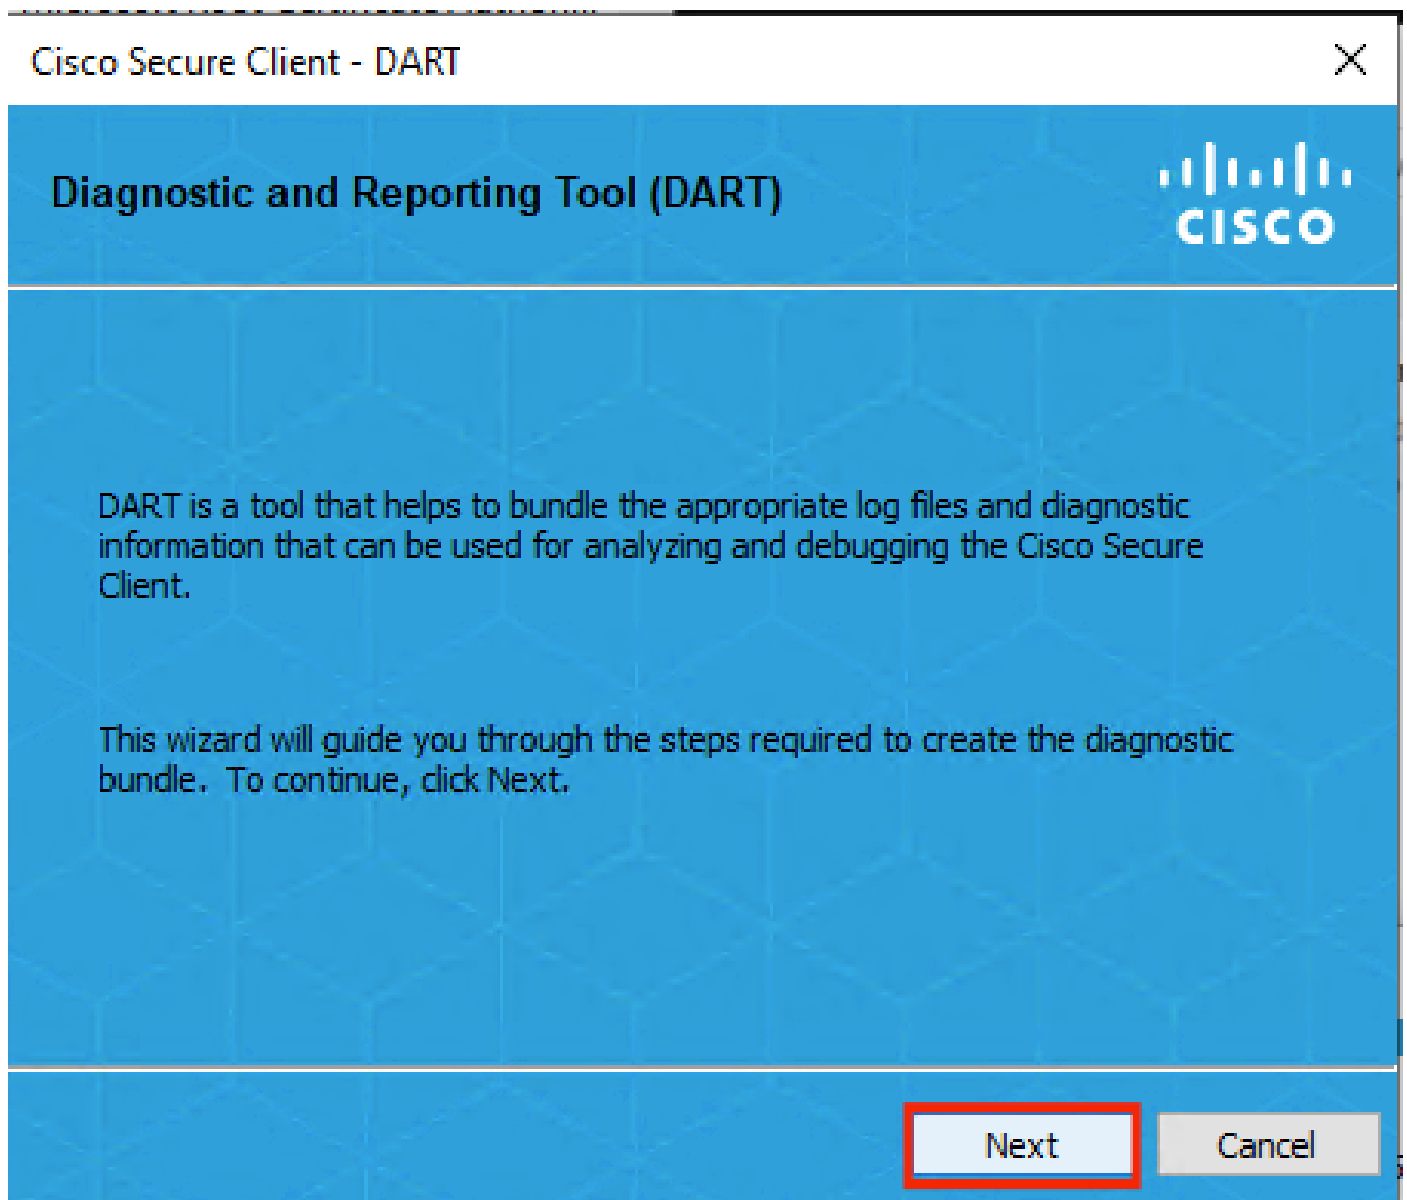 Cisco Secure Client - DART
Diagnostic and Reporting Tool (DART)
CISCO
DART is a tool that helps to bundle the appropriate log files and diagnostic
information that can be used for analyzing and debugging the Cisco Secure
Client.
This wizard will guide you through the steps required to create the diagnostic
bundle.  To continue, click Next.
Next
Cancel